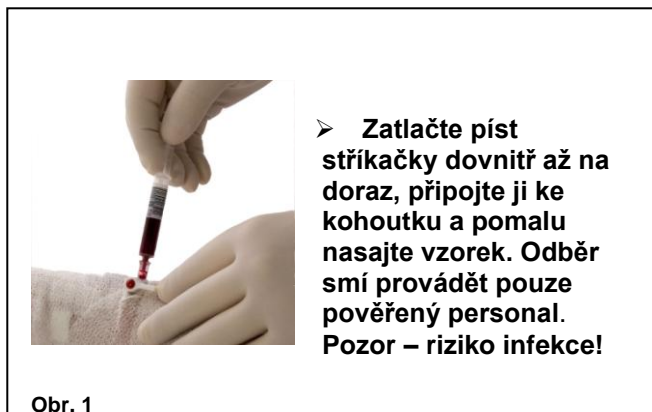 ➢ Zatlačte píst
stříkačky dovnitř až na
doraz, připojte ji ke
kohoutku a pomalu
nasajte vzorek. Odběr
smí provádět pouze
pověřený personal.
Pozor – riziko infekce!
Obr. 1